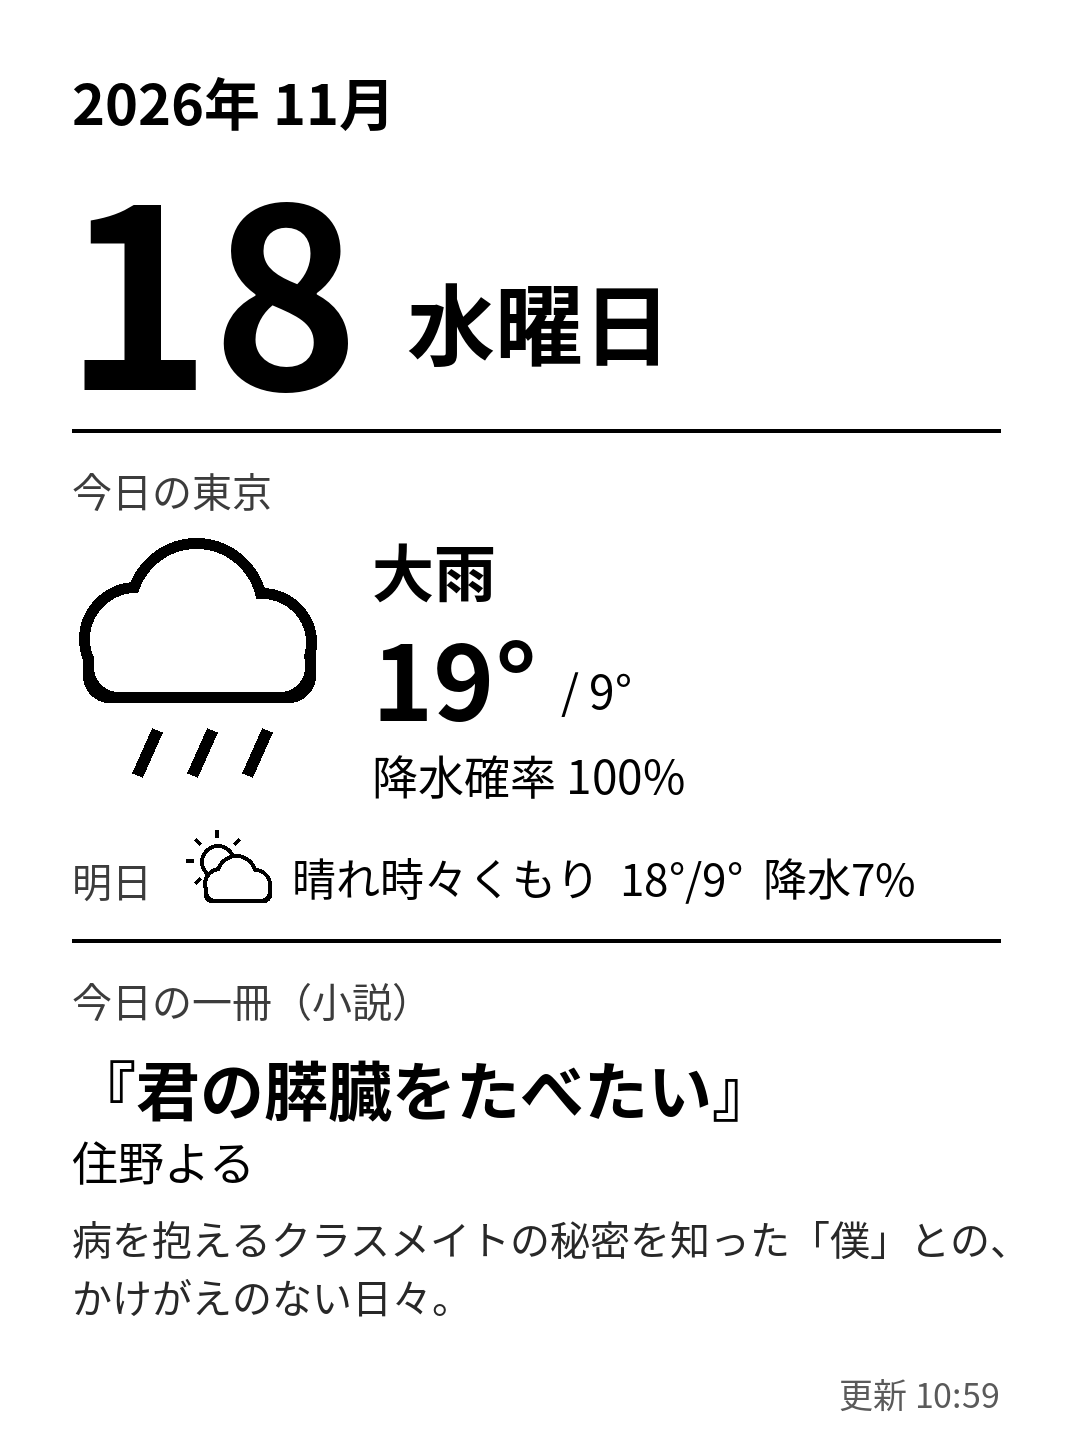 2026年 11月
18 水曜日
今日の東京
大雨
19° / 9°
降水確率 100%
明日 晴れ時々くもり 18°/9° 降水7%
今日の一冊（小説）
『君の膵臓をたべたい』
住野よる
病を抱えるクラスメイトの秘密を知った「僕」との、
かけがえのない日々。
更新 10:59